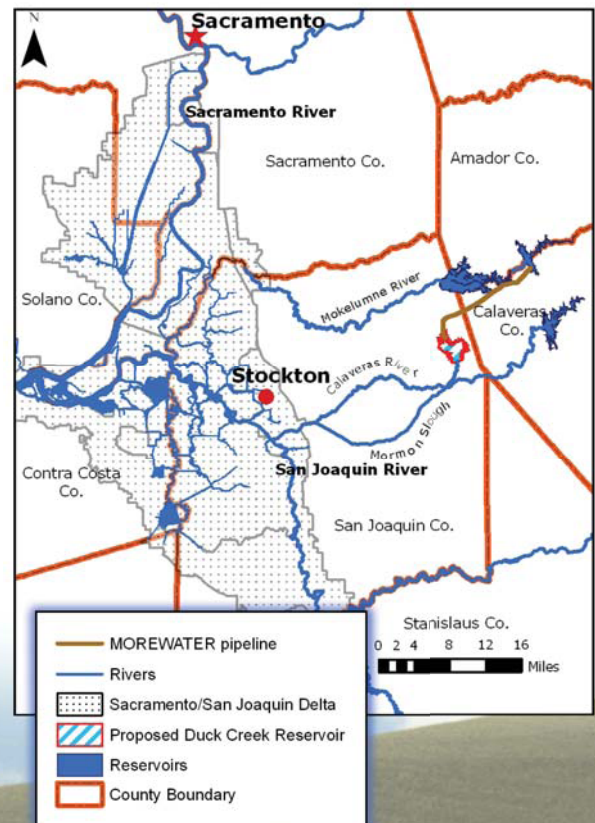 Sacramento
N
Sacramento River
Sacramento Co.
Amador Co.
Mokelumne River
Solano Co.
Calaveras
Co.
Stockton
Calaveras River
Mormon Slough
Contra Costa
Co.
San Joaquin River
San Joaquin Co.
Stanislaus Co.
0 2 4 8 12 16
Miles
MOREWATER pipeline
Rivers
Sacramento/San Joaquin Delta
Proposed Duck Creek Reservoir
Reservoirs
County Boundary